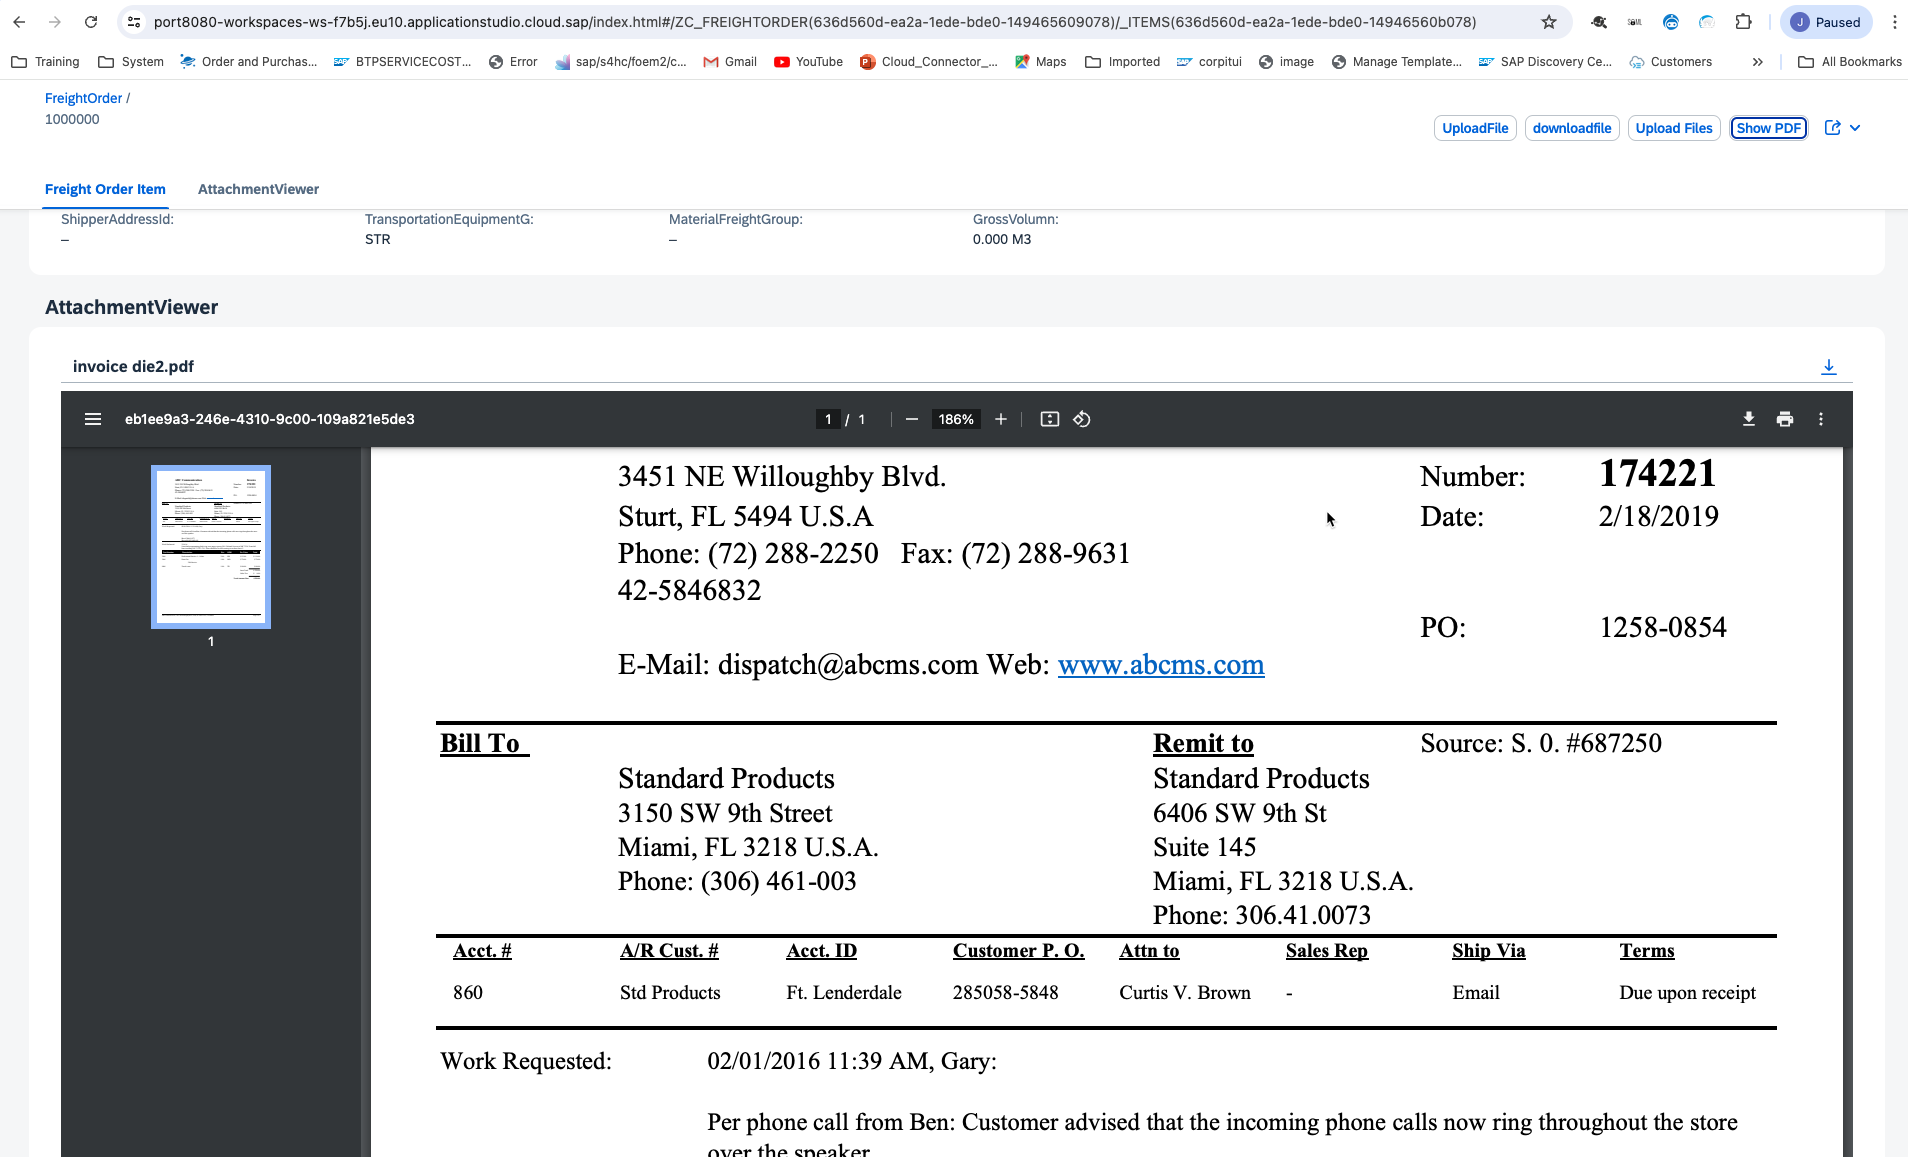 port8080-workspaces-ws-f7b5j.eu10.applicationstudio.cloud.sap/index.html#/ZC_FREIGHTORDER(636d560d-ea2a-1ede-bde0-149465609078)/_ITEMS(636d560d-ea2a-1ede-bde0-14946560b078)
J Paused
Training System Order and Purchas... BTPSERVICECOST... Error sap/s4hc/foem2/c... Gmail YouTube Cloud_Connector_... Maps Imported corpitui image Manage Template... SAP Discovery Ce... Customers » All Bookmarks
FreightOrder /
1000000
UploadFile downloadfile Upload Files Show PDF
Freight Order Item AttachmentViewer
ShipperAddressId: TransportationEquipmentG: MaterialFreightGroup: GrossVolumn:
– STR – 0.000 M3
AttachmentViewer
invoice die2.pdf
eb1ee9a3-246e-4310-9c00-109a821e5de3 1 / 1 186%
1
3451 NE Willoughby Blvd. Number: 174221
Sturt, FL 5494 U.S.A Date: 2/18/2019
Phone: (72) 288-2250 Fax: (72) 288-9631
42-5846832
PO: 1258-0854
E-Mail: dispatch@abcms.com Web: www.abcms.com
Bill To Remit to Source: S. 0. #687250
Standard Products Standard Products
3150 SW 9th Street 6406 SW 9th St
Miami, FL 3218 U.S.A. Suite 145
Phone: (306) 461-003 Miami, FL 3218 U.S.A.
Phone: 306.41.0073
Acct. # A/R Cust. # Acct. ID Customer P. O. Attn to Sales Rep Ship Via Terms
860 Std Products Ft. Lenderdale 285058-5848 Curtis V. Brown - Email Due upon receipt
Work Requested: 02/01/2016 11:39 AM, Gary:
Per phone call from Ben: Customer advised that the incoming phone calls now ring throughout the store
over the speaker